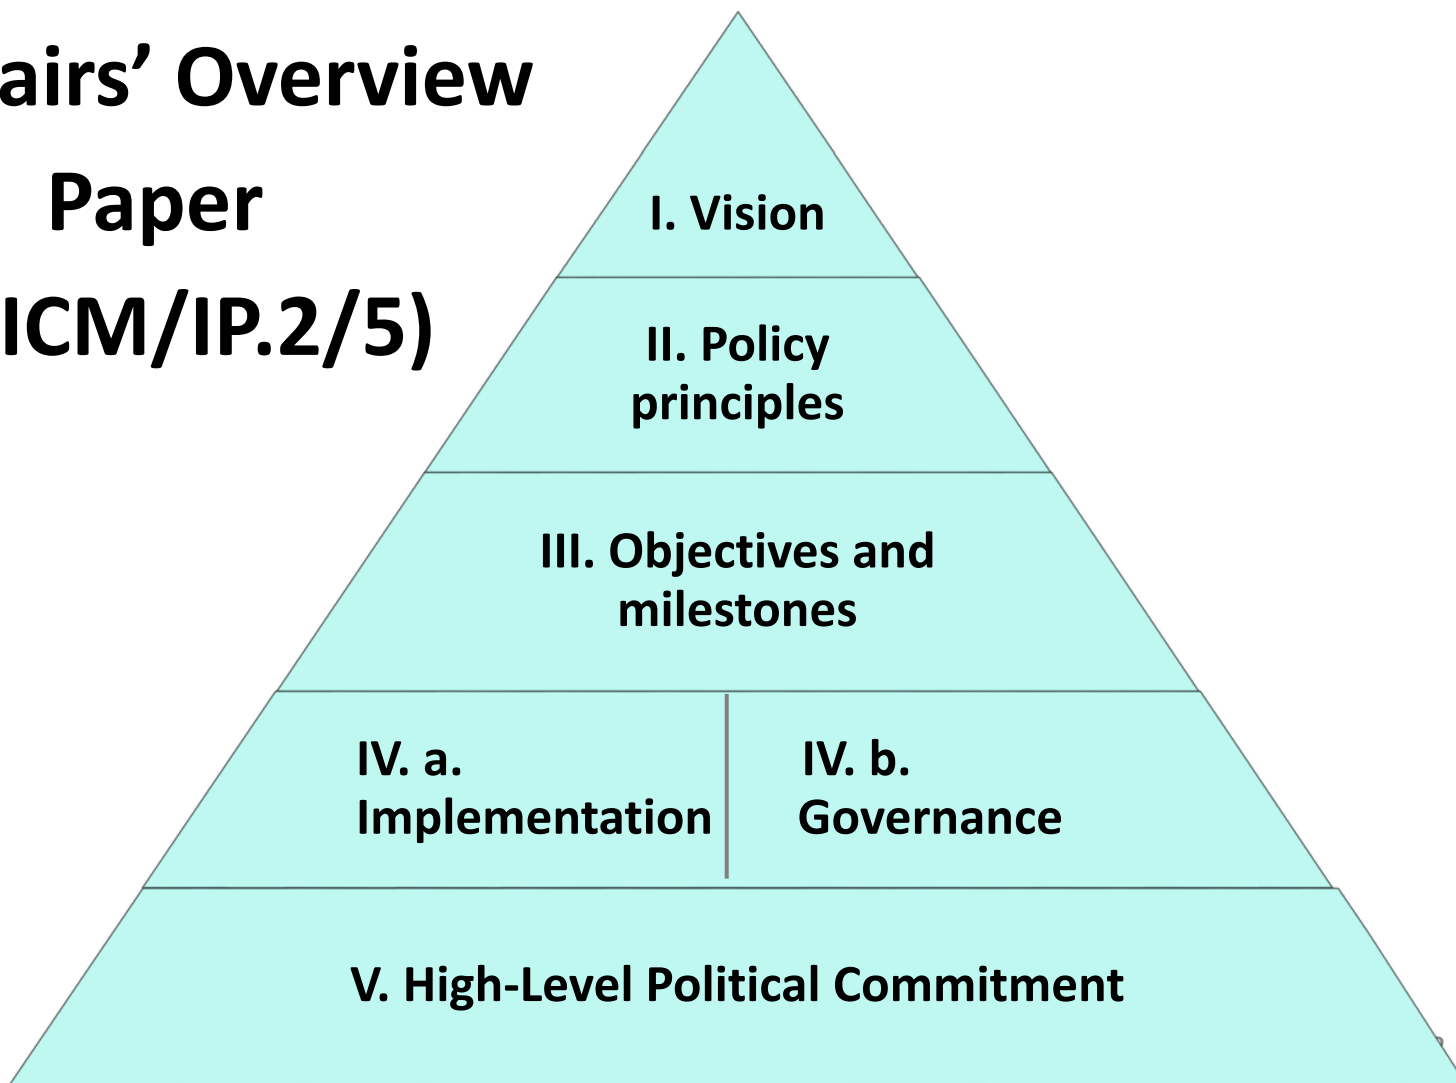 airs’ Overview
Paper
ICM/IP.2/5)
I. Vision
II. Policy
principles
III. Objectives and
milestones
IV. a.
Implementation
IV. b.
Governance
V. High-Level Political Commitment